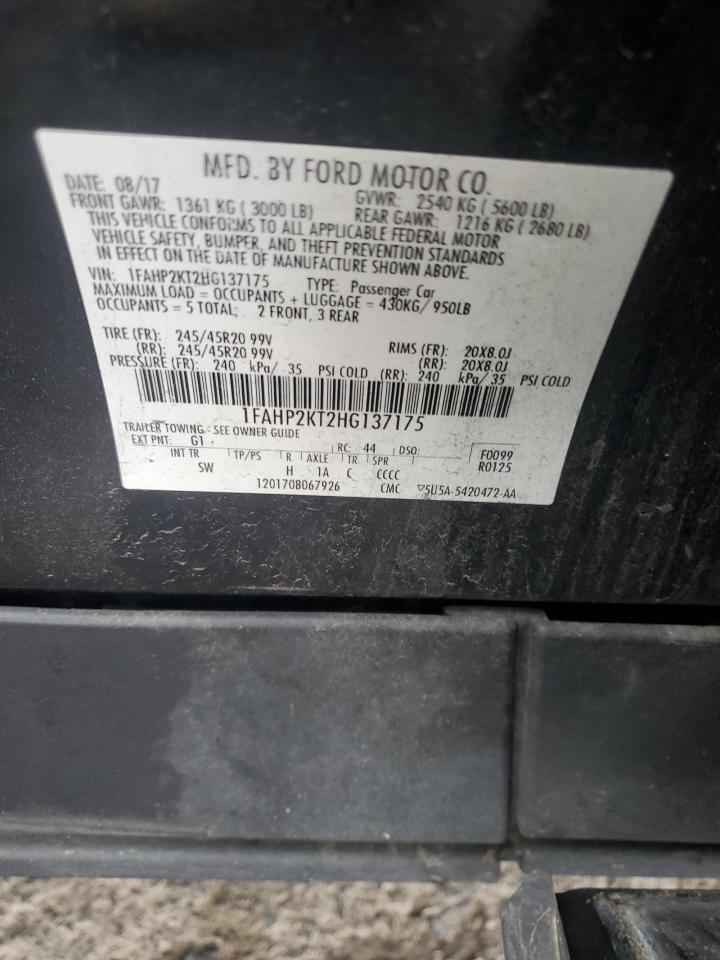 MFD. BY FORD MOTOR CO.
DATE: 08/17 GVWR: 2540 KG ( 5600 LB)
FRONT GAWR: 1361 KG ( 3000 LB) REAR GAWR: 1216 KG ( 2680 LB)
THIS VEHICLE CONFORMS TO ALL APPLICABLE FEDERAL MOTOR
VEHICLE SAFETY, BUMPER, AND THEFT PREVENTION STANDARDS
IN EFFECT ON THE DATE OF MANUFACTURE SHOWN ABOVE.
VIN: 1FAHP2KT2HG137175 TYPE: Passenger Car
MAXIMUM LOAD = OCCUPANTS + LUGGAGE = 430KG/ 950LB
OCCUPANTS = 5 TOTAL; 2 FRONT, 3 REAR
TIRE (FR): 245/45R20 99V RIMS (FR): 20X8.0J
(RR): 245/45R20 99V (RR): 20X8.0J
PRESSURE (FR): 240 kPa/ 35 PSI COLD (RR): 240 kPa/ 35 PSI COLD
1FAHP2KT2HG137175
TRAILER TOWING: SEE OWNER GUIDE
EXT PNT: G1 RC: 44 DSO: F0099
INT TR TP/PS R AXLE TR SPR R0125
SW H 1A C CCCC
1201708067926 CMC 5U5A-5420472-AA